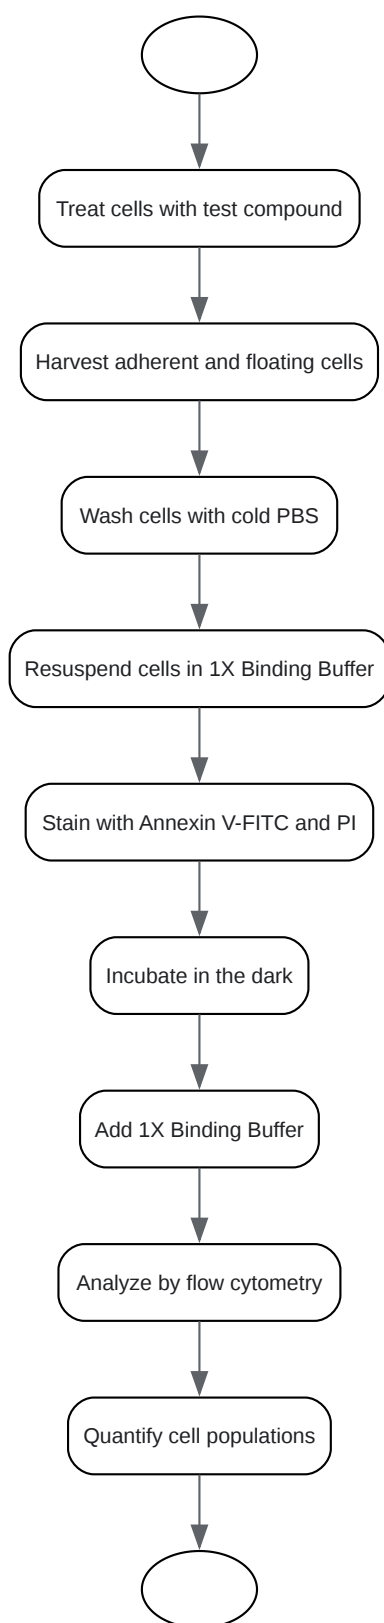 Treat cells with test compound
Harvest adherent and floating cells
Wash cells with cold PBS
Resuspend cells in 1X Binding Buffer
Stain with Annexin V-FITC and PI
Incubate in the dark
Add 1X Binding Buffer
Analyze by flow cytometry
Quantify cell populations